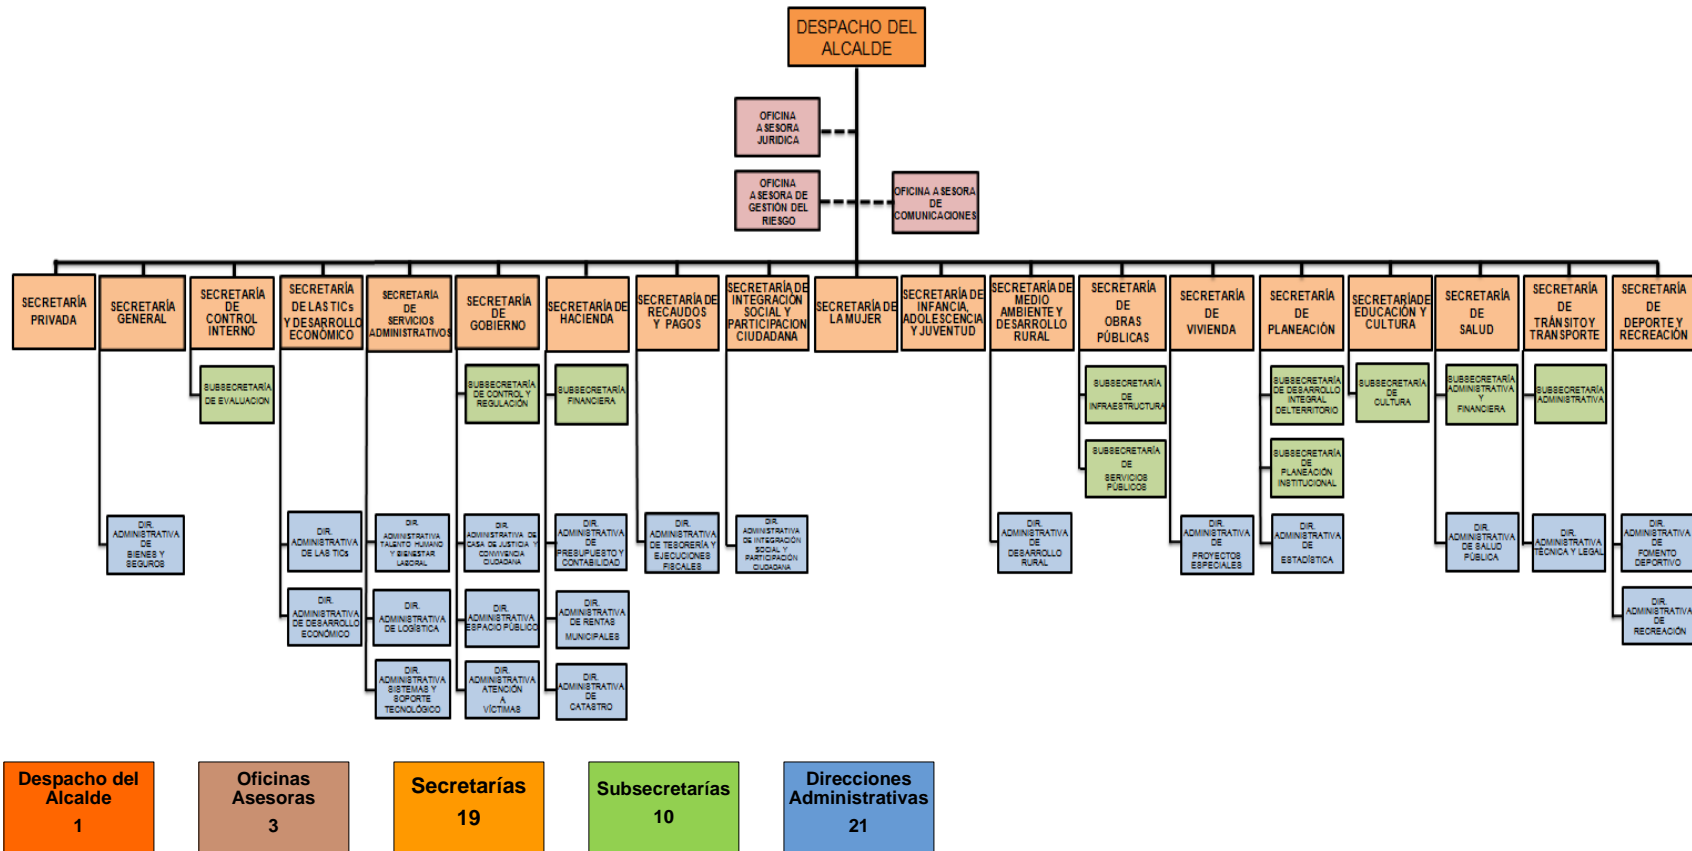 DESPACHO DEL
ALCALDE
OFICINA
ASESORA
JURIDICA
OFICINA
ASESORA DE
GESTIÓN DEL
RIESGO
OFICINA ASESORA
DE
COMUNICACIONES
SECRETARÍA
PRIVADA
SECRETARÍA
GENERAL
SECRETARÍA
DE
CONTROL
INTERNO
SECRETARÍA
DE LAS TICs
Y DESARROLLO
ECONÓMICO
SECRETARÍA
DE
SERVICIOS
ADMINISTRATIVOS
SECRETARÍA
DE
GOBIERNO
SECRETARÍA DE
HACIENDA
SECRETARÍA DE
RECAUDOS
Y PAGOS
SECRETARÍA DE
INTEGRACIÓN
SOCIAL Y
PARTICIPACION
CIUDADANA
SECRETARÍA DE
LA MUJER
SECRETARÍA DE
INFANCIA,
ADOLESCENCIA
Y JUVENTUD
SECRETARÍA DE
MEDIO
AMBIENTE Y
DESARROLLO
RURAL
SECRETARÍA
DE
OBRAS
PÚBLICAS
SECRETARÍA
DE
VIVIENDA
SECRETARÍA
DE
PLANEACIÓN
SECRETARÍA DE
EDUCACIÓN Y
CULTURA
SECRETARÍA
DE
SALUD
SECRETARÍA
DE
TRÀNSITO Y
TRANSPORTE
SECRETARÍA
DE
DEPORTE Y
RECREACIÓN
SUBSECRETARÍA
DE EVALUACION
SUBSECRETARÍA
DE CONTROL Y
REGULACIÓN
SUBSECRETARÍA
FINANCIERA
SUBSECRETARÍA
DE
INFRAESTRUCTURA
SUBSECRETARÍA
DE DESARROLLO
INTEGRAL
DEL TERRITORIO
SUBSECRETARÍA
DE
CULTURA
SUBSECRETARÍA
ADMINISTRATIVA
Y
FINANCIERA
SUBSECRETARÍA
ADMINISTRATIVA
SUBSECRETARÍA
DE
SERVICIOS
PÚBLICOS
SUBSECRETARÍA
DE
PLANEACIÓN
INSTITUCIONAL
DIR.
ADMINISTRATIVA
DE
BIENES Y
SEGUROS
DIR.
ADMINISTRATIVA
DE LAS TICs
DIR.
ADMINISTRATIVA
TALENTO HUMANO
Y BIENESTAR
LABORAL
DIR.
ADMINISTRATIVA DE
CASA DE JUSTICIA Y
CONVIVENCIA
CIUDADANA
DIR.
ADMINISTRATIVA
DE
PRESUPUESTO Y
CONTABILIDAD
DIR.
ADMINISTRATIVA
DE TESORERÍA Y
EJECUCIONES
FISCALES
DIR.
ADMINISTRATIVA
DE INTEGRACIÓN
SOCIAL Y
PARTICIPACIÓN
CIUDADANA
DIR.
ADMINISTRATIVA
DE
DESARROLLO
RURAL
DIR.
ADMINISTRATIVA
DE
PROYECTOS
ESPECIALES
DIR.
ADMINISTRATIVA
DE
ESTADÍSTICA
DIR.
ADMINISTRATIVA
DE SALUD
PÚBLICA
DIR.
ADMINISTRATIVA
TÉCNICA Y LEGAL
DIR.
ADMINISTRATIVA
DE
FOMENTO
DEPORTIVO
DIR.
ADMINISTRATIVA
DE DESARROLLO
ECONÓMICO
DIR.
ADMINISTRATIVA
DE LOGÍSTICA
DIR.
ADMINISTRATIVA
ESPACIO PÚBLICO
DIR.
ADMINISTRATIVA
DE RENTAS
MUNICIPALES
DIR.
ADMINISTRATIVA
DE
RECREACIÓN
DIR.
ADMINISTRATIVA
SISTEMAS Y
SOPORTE
TECNOLÓGICO
DIR.
ADMINISTRATIVA
ATENCIÓN
A
VÍCTIMAS
DIR.
ADMINISTRATIVA
DE
CATASTRO
Despacho del
Alcalde
1
Oficinas
Asesoras
3
Secretarías
19
Subsecretarías
10
Direcciones
Administrativas
21